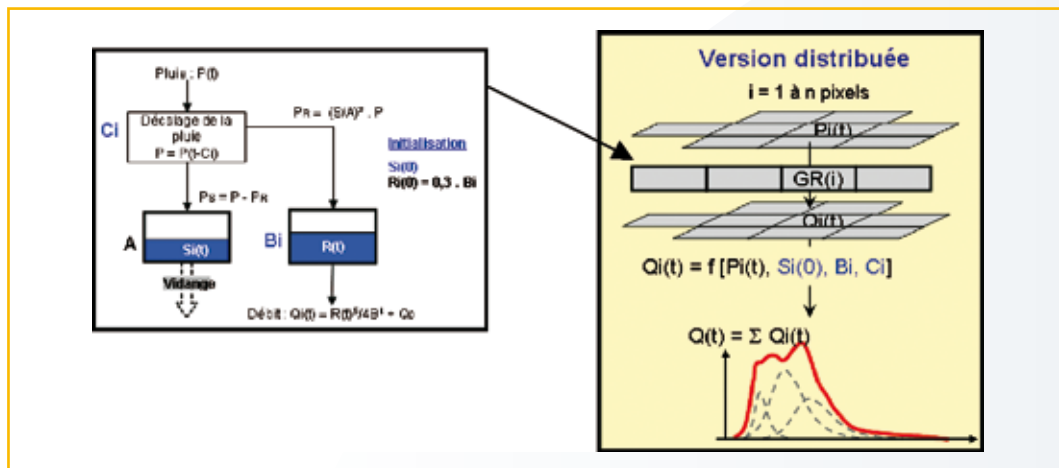 Pluie : P(t)
Ci
Décalage de la
pluie
P = P(t-Ci)
PR = (S/A)² . P
Initialisation
Si(0)
Ri(0) = 0,3 . Bi
PS = P - PR
A
Si(t)
Vidange
Bi
R(t)
Débit : Qi(t) = R(t)⁵/4B⁴ + Q0
Version distribuée
i = 1 à n pixels
Pi(t)
GR(i)
Qi(t)
Qi(t) = f [Pi(t), Si(0), Bi, Ci]
Q(t) = Σ Qi(t)